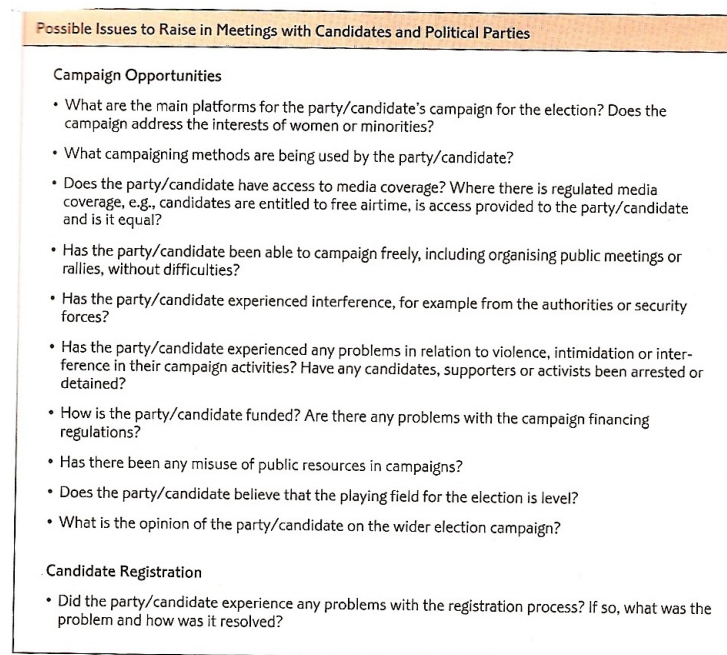 Possible Issues to Raise in Meetings with Candidates and Political Parties
Campaign Opportunities
• What are the main platforms for the party/candidate's campaign for the election? Does the
campaign address the interests of women or minorities?
• What campaigning methods are being used by the party/candidate?
• Does the party/candidate have access to media coverage? Where there is regulated media
coverage, e.g., candidates are entitled to free airtime, is access provided to the party/candidate
and is it equal?
• Has the party/candidate been able to campaign freely, including organising public meetings or
rallies, without difficulties?
• Has the party/candidate experienced interference, for example from the authorities or security
forces?
• Has the party/candidate experienced any problems in relation to violence, intimidation or inter-
ference in their campaign activities? Have any candidates, supporters or activists been arrested or
detained?
• How is the party/candidate funded? Are there any problems with the campaign financing
regulations?
• Has there been any misuse of public resources in campaigns?
• Does the party/candidate believe that the playing field for the election is level?
• What is the opinion of the party/candidate on the wider election campaign?
Candidate Registration
• Did the party/candidate experience any problems with the registration process? If so, what was the
problem and how was it resolved?